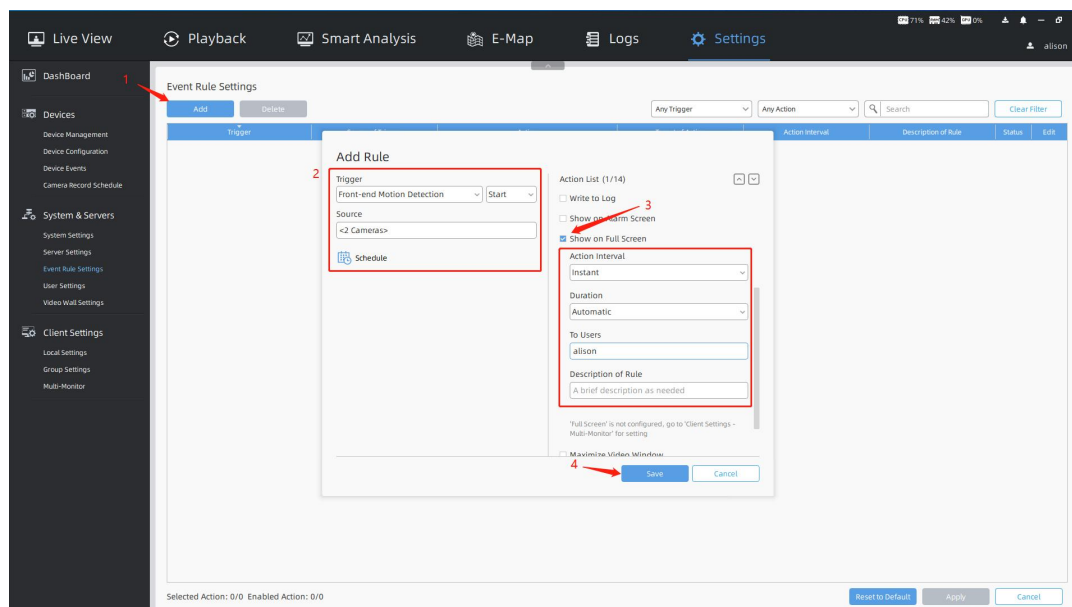 CPU 71% RAM 42% GPU 0%
Live View Playback Smart Analysis E-Map Logs Settings
alison
DashBoard
Devices
Device Management
Device Configuration
Device Events
Camera Record Schedule
System & Servers
System Settings
Server Settings
Event Rule Settings
User Settings
Video Wall Settings
Client Settings
Local Settings
Group Settings
Multi-Monitor
1
Event Rule Settings
Add Delete Any Trigger Any Action Search Clear Filter
Trigger Action Interval Description of Rule Status Edit
Add Rule
2
Trigger
Front-end Motion Detection Start
Source
<2 Cameras>
Schedule
Action List (1/14)
Write to Log
3
Show on Alarm Screen
Show on Full Screen
Action Interval
Instant
Duration
Automatic
To Users
alison
Description of Rule
A brief description as needed
'Full Screen' is not configured, go to 'Client Settings -
Multi-Monitor' for setting
Maximize Video Window
4
Save Cancel
Selected Action: 0/0 Enabled Action: 0/0
Reset to Default Apply Cancel